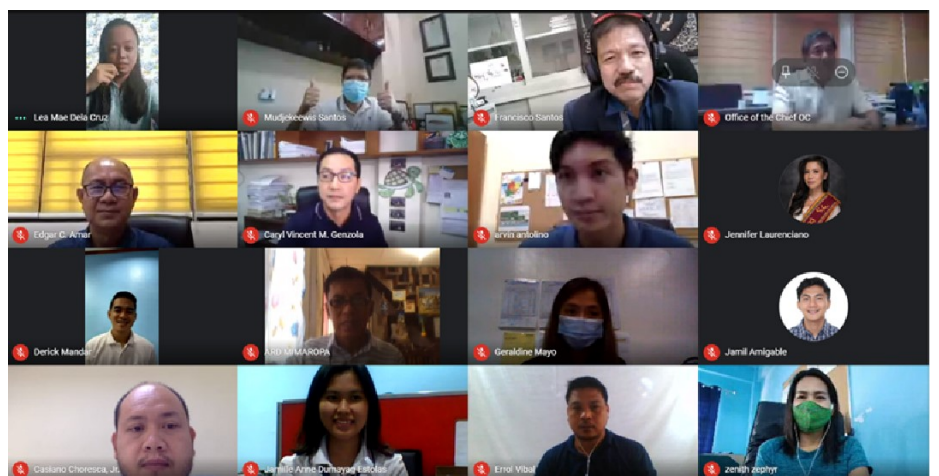 Lea Mae Dela Cruz
Mudjekeewis Santos
Francisco Santos
Office of the Chief OC
Edgar C. Amar
Caryl Vincent M. Genzola
arvin antolino
Jennifer Laurenciano
Derick Mandar
ARD MIMAROPA
Geraldine Mayo
Jamil Amigable
Casiano Choresca, Jr.
Jamille Anne Dumayag Estolas
Errol Vibal
zenith zephyr